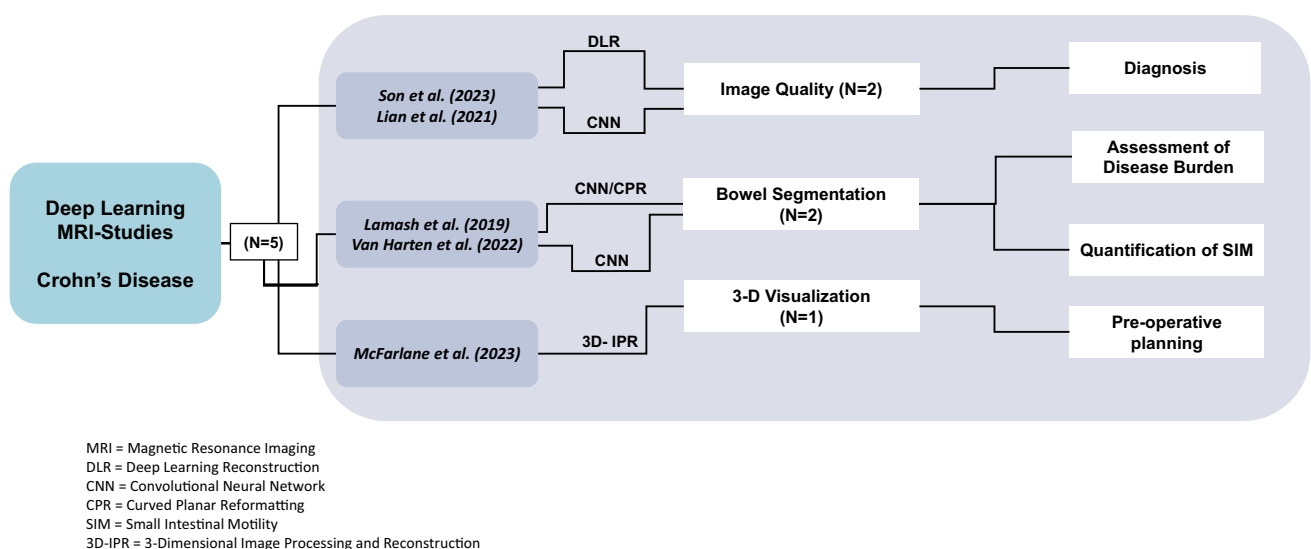 Deep Learning
MRI-Studies
Crohn's Disease
(N=5)
Son et al. (2023)
Lian et al. (2021)
DLR
CNN
Image Quality (N=2)
Diagnosis
Lamash et al. (2019)
Van Harten et al. (2022)
CNN/CPR
CNN
Bowel Segmentation
(N=2)
Assessment of
Disease Burden
Quantification of SIM
McFarlane et al. (2023)
3D- IPR
3-D Visualization
(N=1)
Pre-operative
planning
MRI = Magnetic Resonance Imaging
DLR = Deep Learning Reconstruction
CNN = Convolutional Neural Network
CPR = Curved Planar Reformatting
SIM = Small Intestinal Motility
3D-IPR = 3-Dimensional Image Processing and Reconstruction